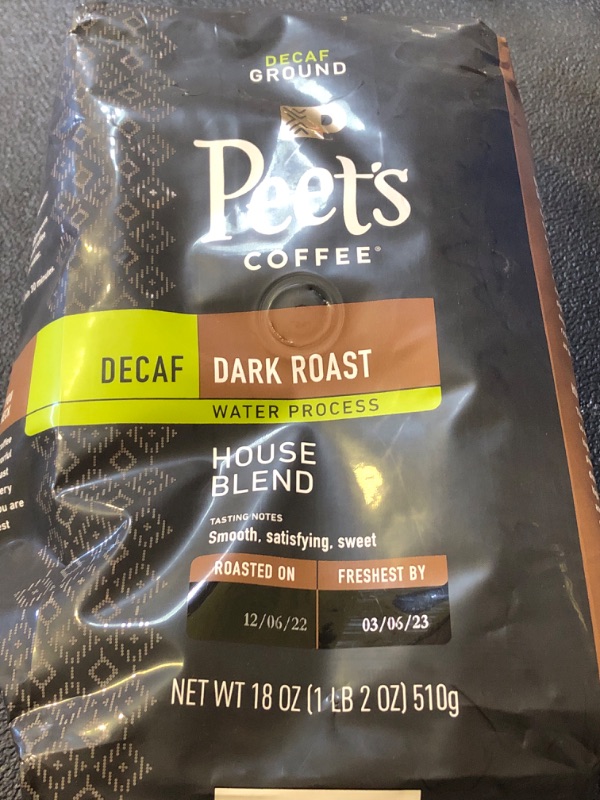 DECAF
GROUND
Peet's
COFFEE®
DECAF
DARK ROAST
WATER PROCESS
HOUSE
BLEND
TASTING NOTES
Smooth, satisfying, sweet
ROASTED ON
FRESHEST BY
12/06/22
03/06/23
NET WT 18 OZ (1 LB 2 OZ) 510g